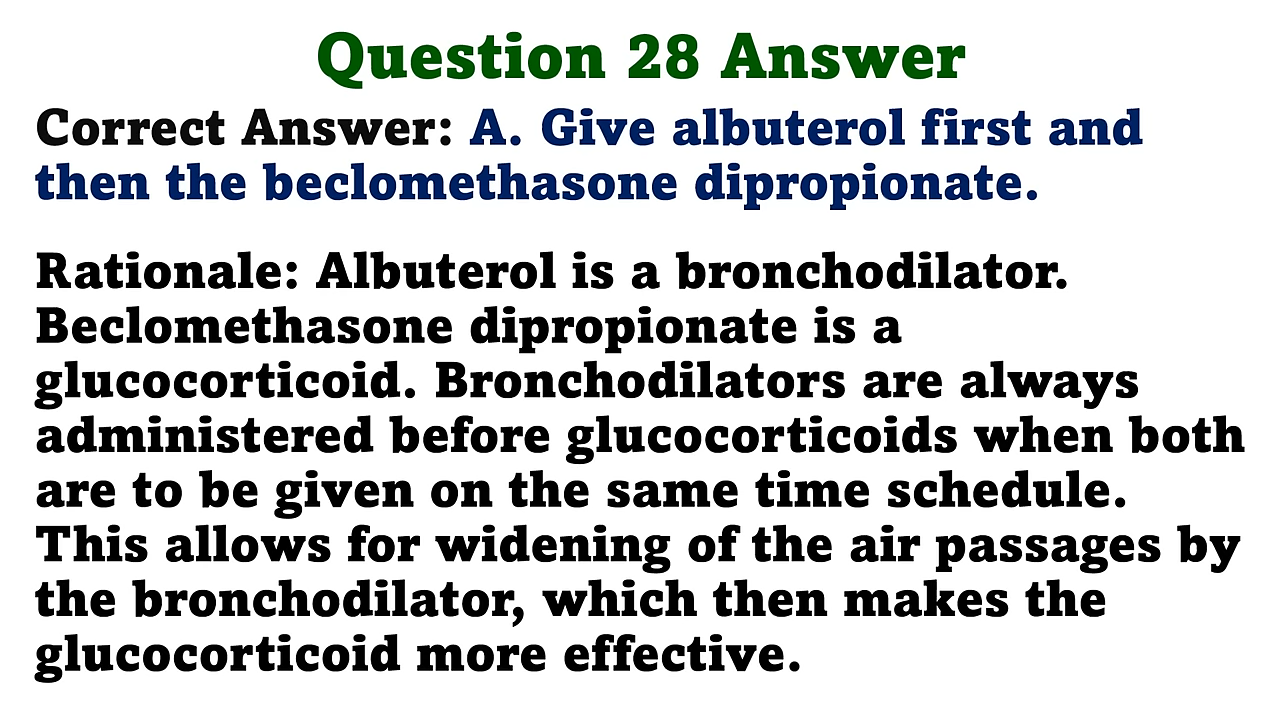 Question 28 Answer
Correct Answer: A. Give albuterol first and
then the beclomethasone dipropionate.
Rationale: Albuterol is a bronchodilator.
Beclomethasone dipropionate is a
glucocorticoid. Bronchodilators are always
administered before glucocorticoids when both
are to be given on the same time schedule.
This allows for widening of the air passages by
the bronchodilator, which then makes the
glucocorticoid more effective.